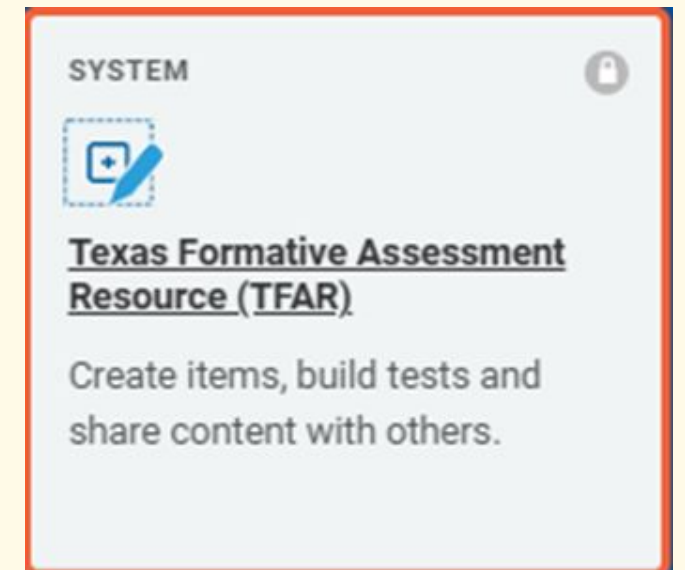 SYSTEM
Texas Formative Assessment
Resource (TFAR)
Create items, build tests and
share content with others.